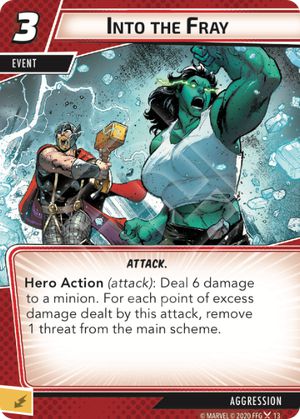 3
INTO THE FRAY
EVENT
ATTACK.
Hero Action (attack): Deal 6 damage
to a minion. For each point of excess
damage dealt by this attack, remove
1 threat from the main scheme.
AGGRESSION
© MARVEL © 2020 FFG 13